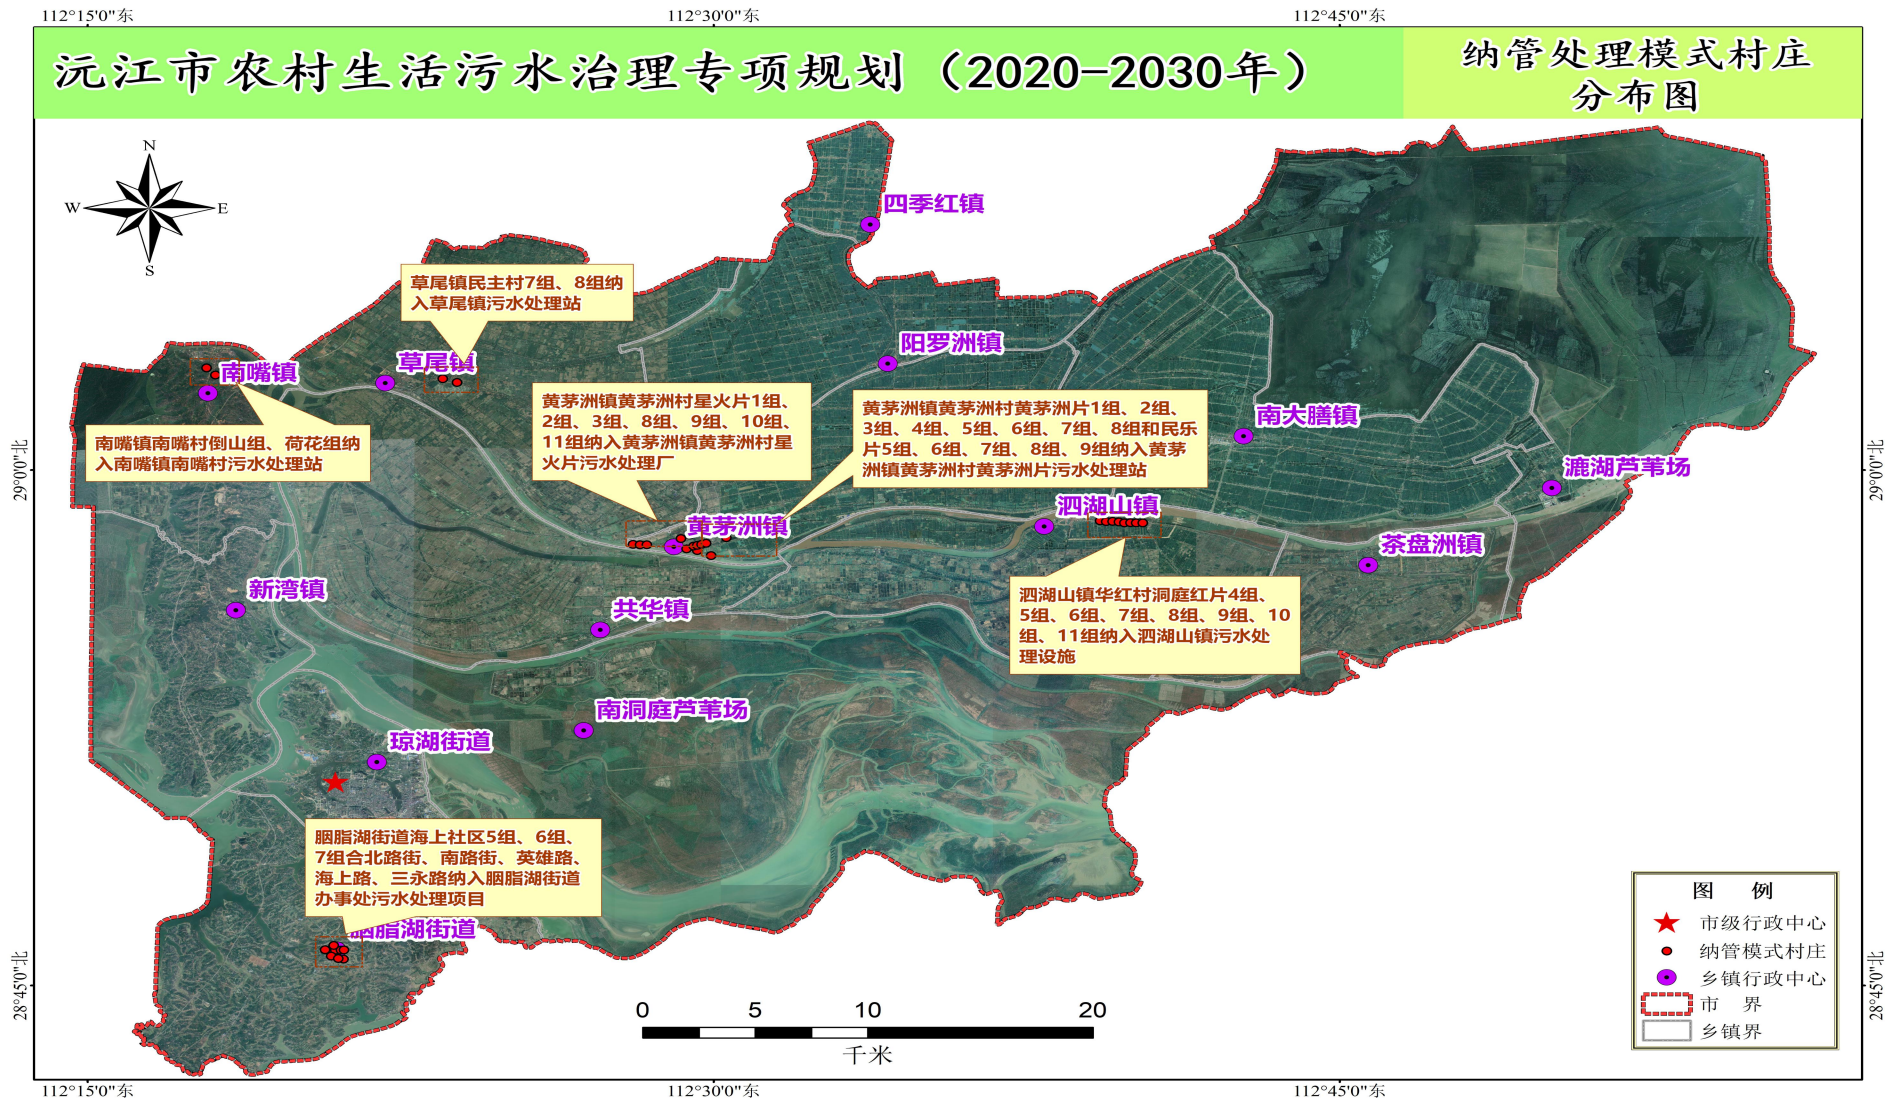 112°15'0"东
112°30'0"东
112°45'0"东
沅江市农村生活污水治理专项规划（2020-2030年）
纳管处理模式村庄
分布图
N
W
E
S
四季红镇
草尾镇民主村7组、8组纳
入草尾镇污水处理站
阳罗洲镇
草尾镇
南嘴镇
黄茅洲镇黄茅洲村星火片1组、
2组、3组、8组、9组、10组、
11组纳入黄茅洲镇黄茅洲村星
火片污水处理厂
黄茅洲镇黄茅洲村黄茅洲片1组、2组、
3组、4组、5组、6组、7组、8组和民乐
片5组、6组、7组、8组、9组纳入黄茅
洲镇黄茅洲村黄茅洲片污水处理站
南大膳镇
南嘴镇南嘴村倒山组、荷花组纳
入南嘴镇南嘴村污水处理站
29°0'0"北
29°0'0"北
漉湖芦苇场
泗湖山镇
黄茅洲镇
茶盘洲镇
新湾镇
共华镇
泗湖山镇华红村洞庭红片4组、
5组、6组、7组、8组、9组、10
组、11组纳入泗湖山镇污水处
理设施
南洞庭芦苇场
琼湖街道
胭脂湖街道海上社区5组、6组、
7组合北路街、南路街、英雄路、
海上路、三永路纳入胭脂湖街道
办事处污水处理项目
胭脂湖街道
28°45'0"北
28°45'0"北
图 例
市级行政中心
纳管模式村庄
乡镇行政中心
市 界
乡镇界
0 5 10 20
千米
112°15'0"东
112°30'0"东
112°45'0"东